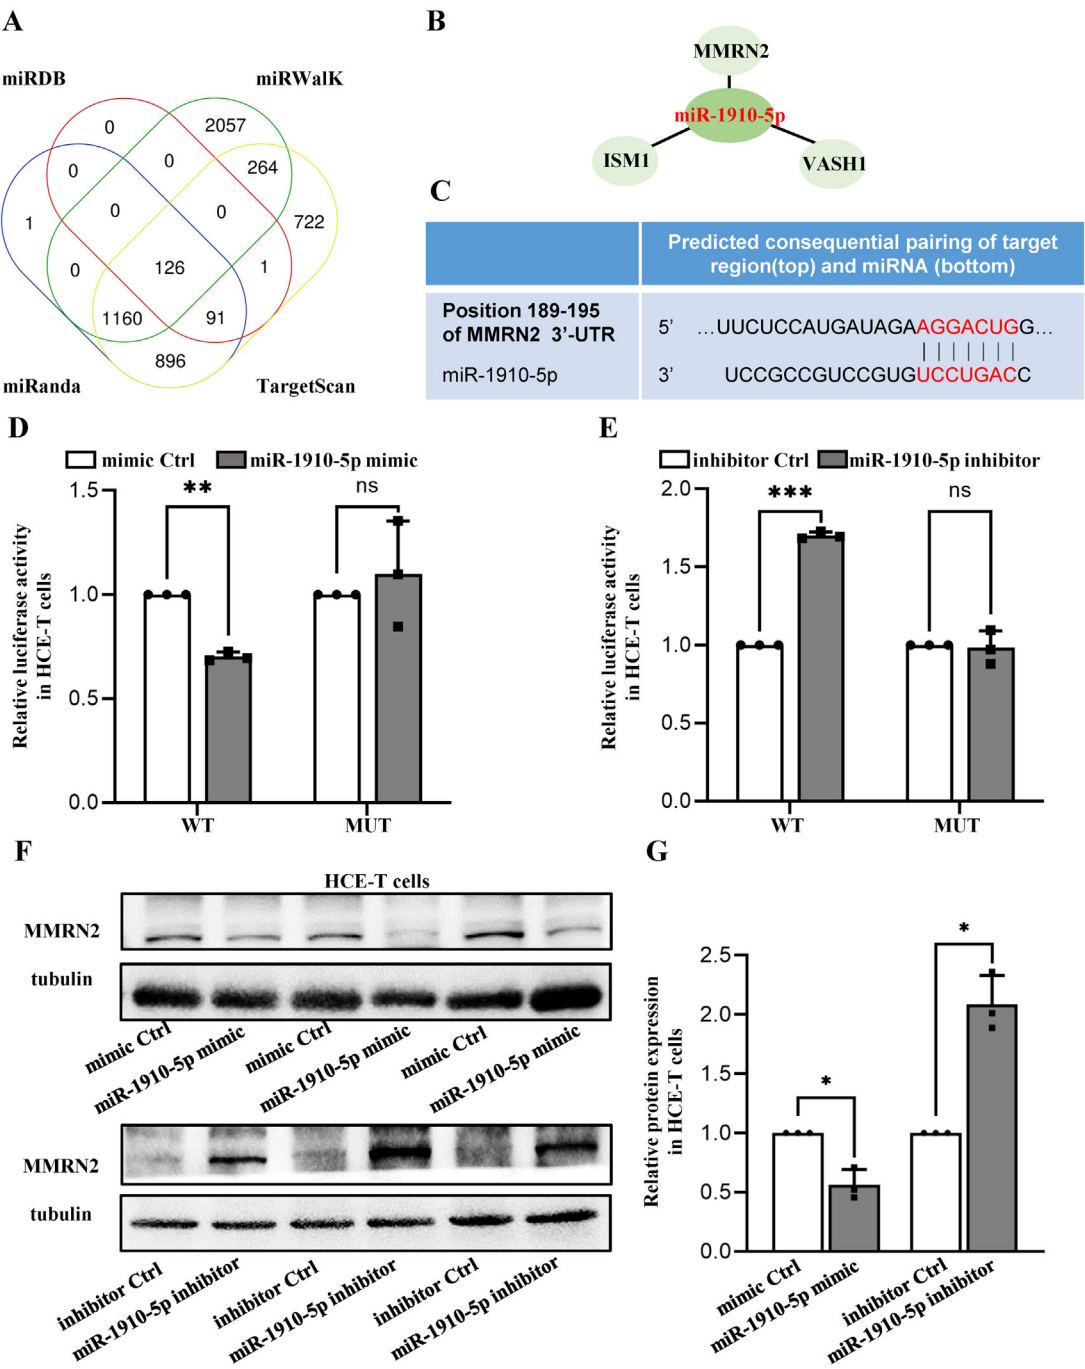 A
miRDB
miRWalK
0
2057
0
0
264
1
0
0
722
0
126
1
1160
91
896
miRanda
TargetScan
B
MMRN2
miR-1910-5p
ISM1
VASH1
C
Predicted consequential pairing of target
region(top) and miRNA (bottom)
Position 189-195
of MMRN2 3'-UTR
5' ...UUCUCCAUGAUAGAAGGACUGG...
miR-1910-5p
3' UCCGCCGUCCGUGUCCUGACC
D
mimic Ctrl
miR-1910-5p mimic
Relative luciferase activity
in HCE-T cells
1.5
1.0
0.5
0.0
**
ns
WT
MUT
E
inhibitor Ctrl
miR-1910-5p inhibitor
Relative luciferase activity
in HCE-T cells
2.0
1.5
1.0
0.5
0.0
***
ns
WT
MUT
F
HCE-T cells
MMRN2
tubulin
mimic Ctrl
miR-1910-5p mimic
mimic Ctrl
miR-1910-5p mimic
mimic Ctrl
miR-1910-5p mimic
MMRN2
tubulin
inhibitor Ctrl
miR-1910-5p inhibitor
inhibitor Ctrl
miR-1910-5p inhibitor
inhibitor Ctrl
miR-1910-5p inhibitor
G
Relative protein expression
in HCE-T cells
2.5
2.0
1.5
1.0
0.5
0.0
*
*
mimic Ctrl
miR-1910-5p mimic
inhibitor Ctrl
miR-1910-5p inhibitor